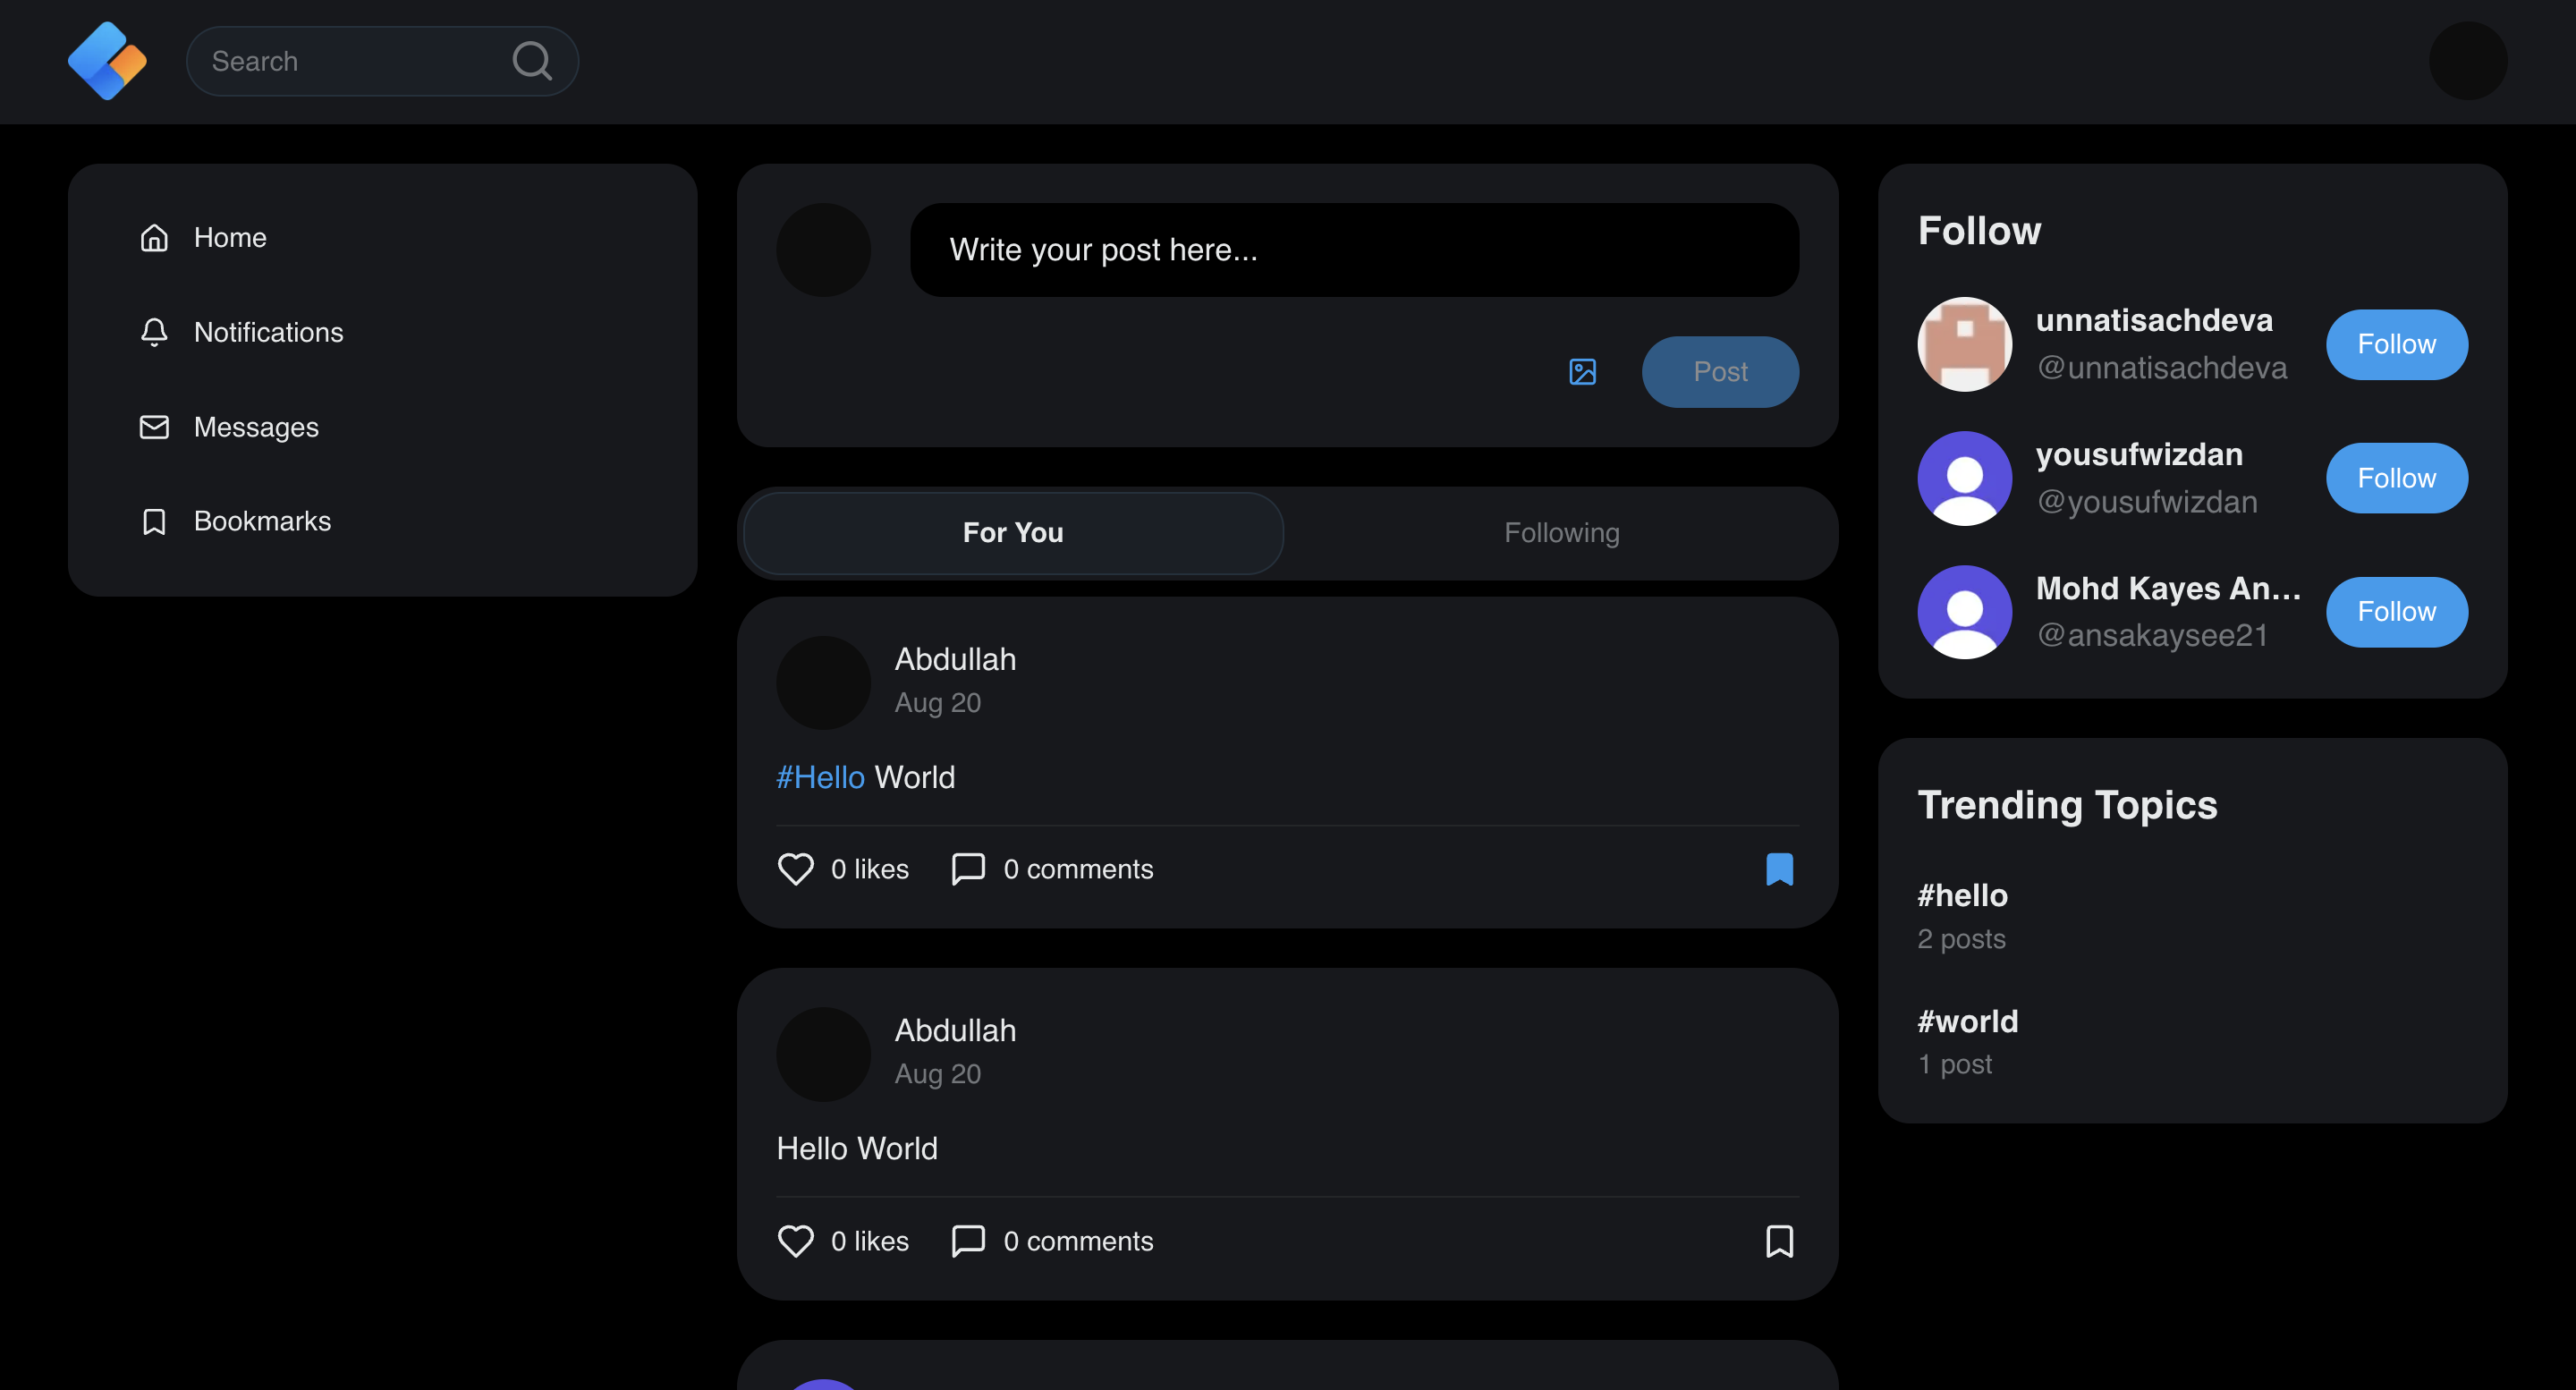 Search
Home
Notifications
Messages
Bookmarks
Write your post here...
Post
For You
Following
Abdullah
Aug 20
#Hello World
0 likes
0 comments
Abdullah
Aug 20
Hello World
0 likes
0 comments
Follow
unnatisachdeva
@unnatisachdeva
Follow
yousufwizdan
@yousufwizdan
Follow
Mohd Kayes An...
@ansakaysee21
Follow
Trending Topics
#hello
2 posts
#world
1 post